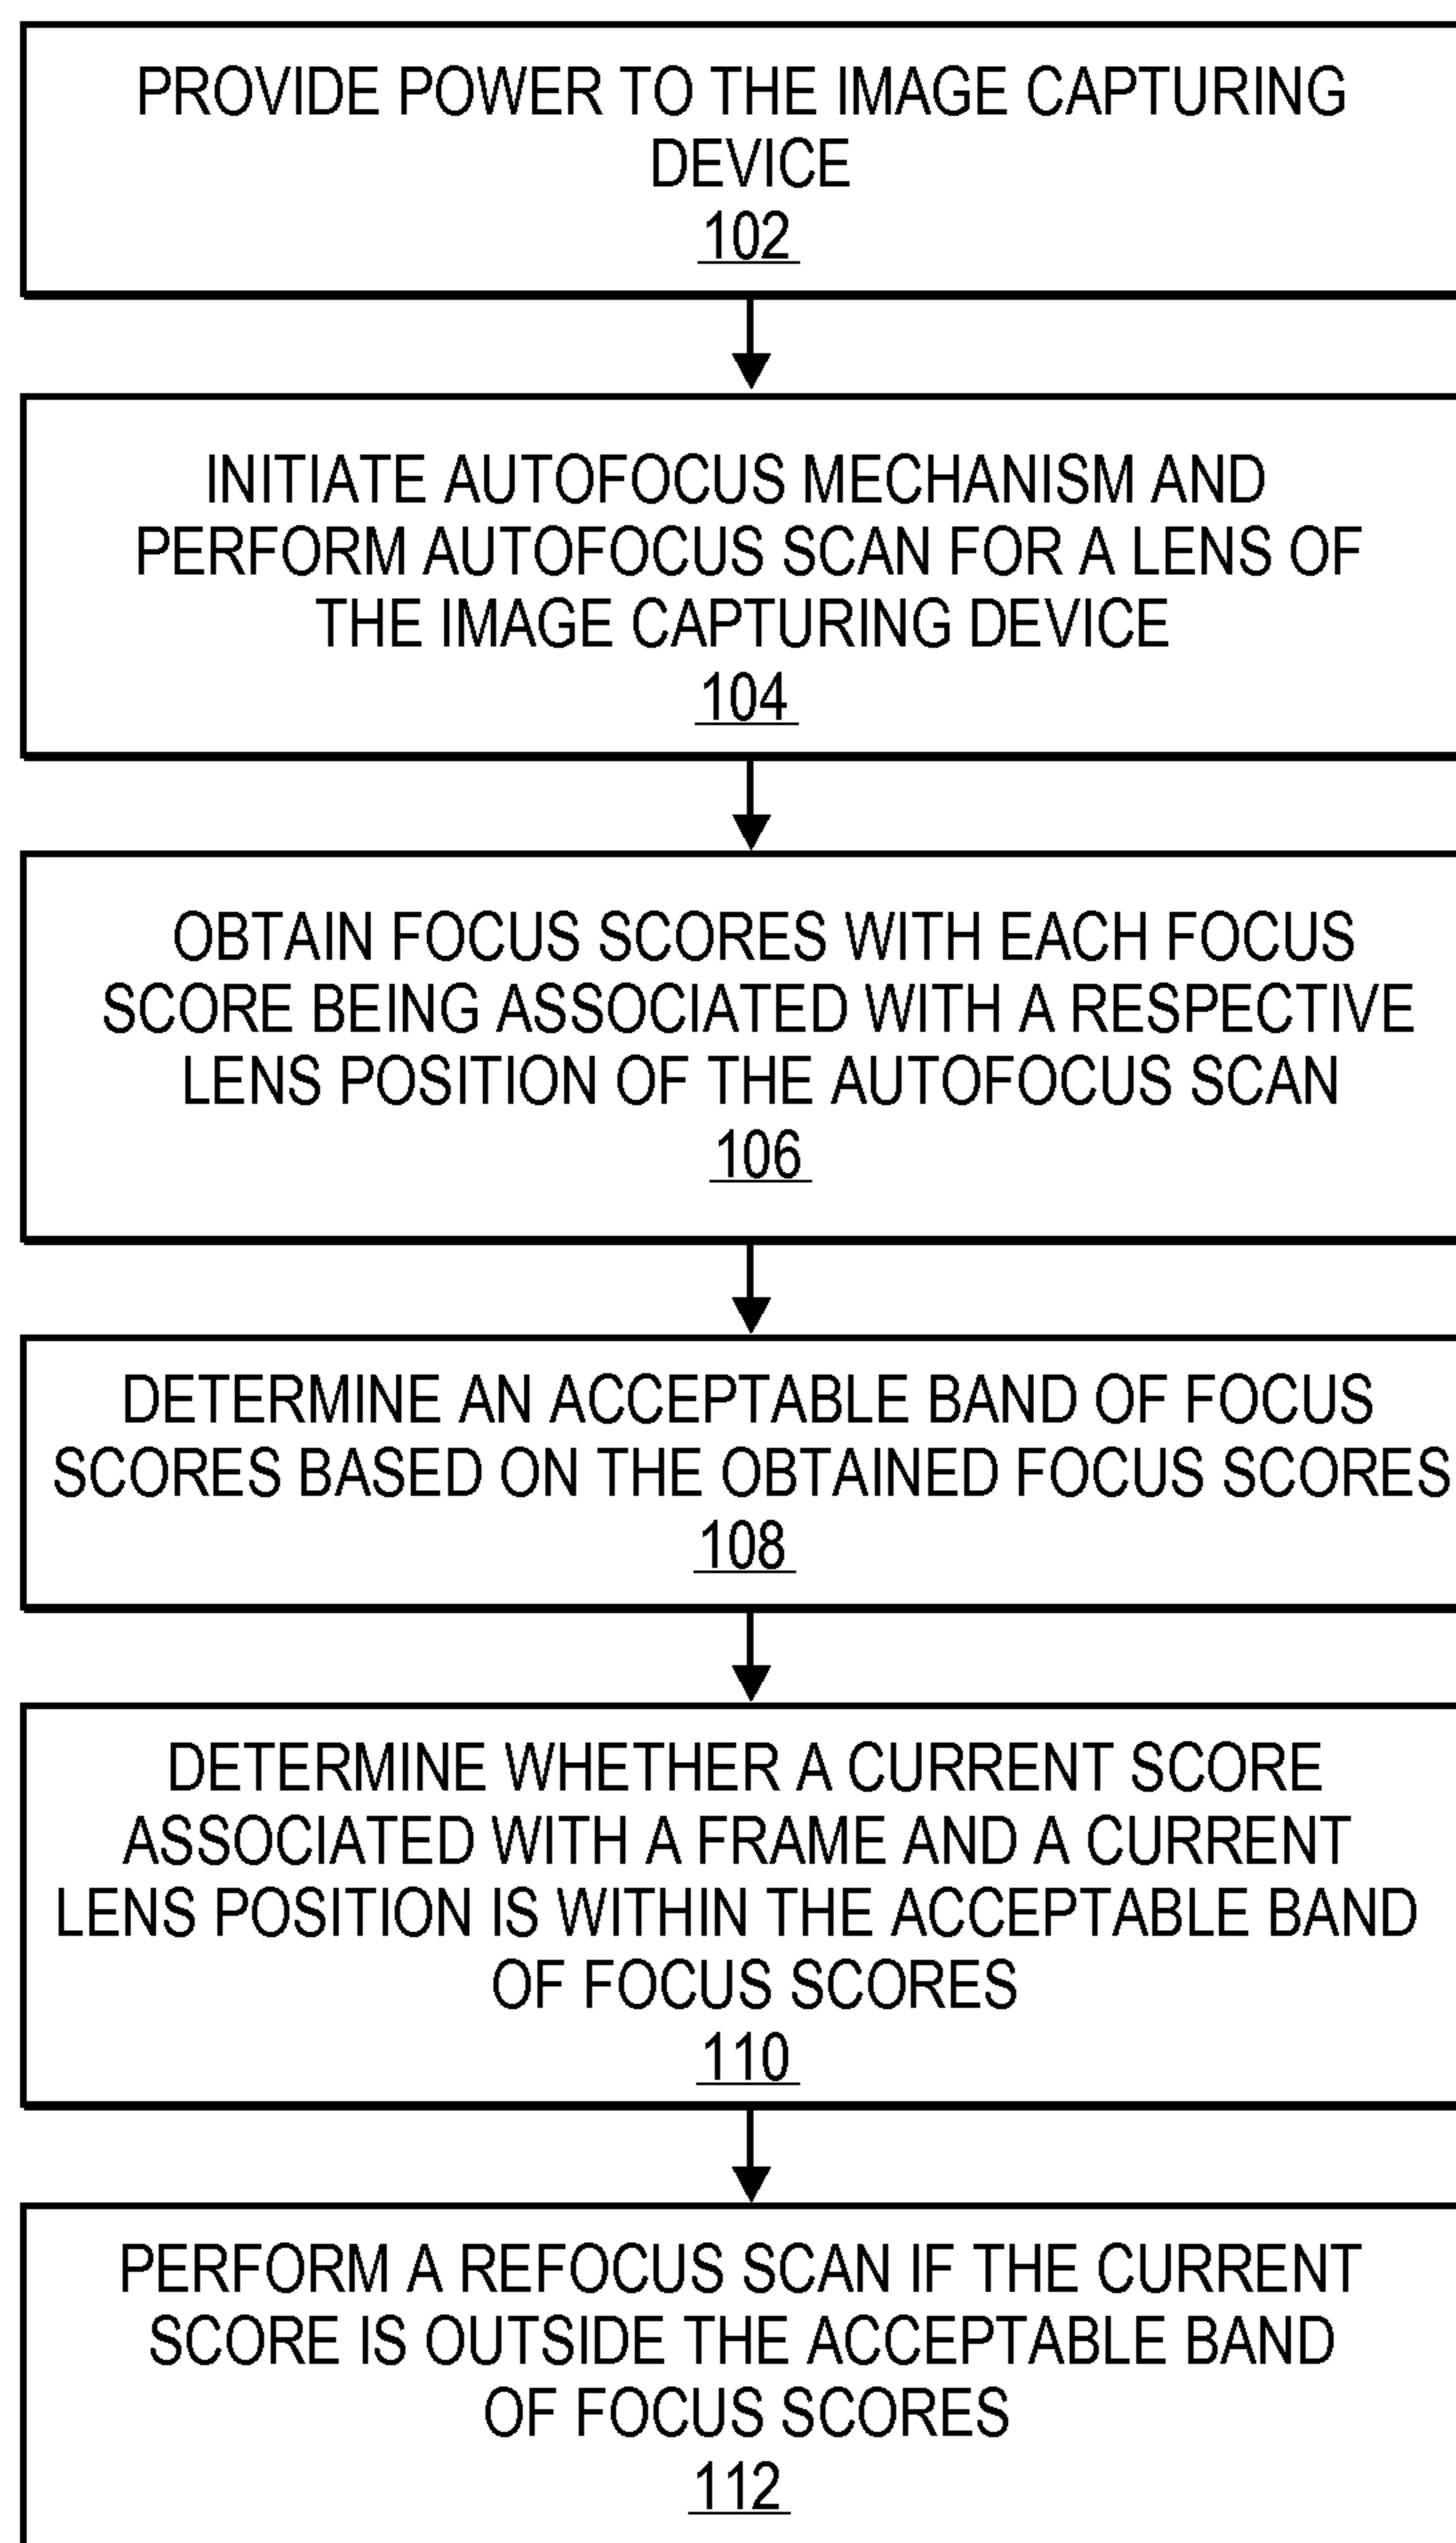 PROVIDE POWER TO THE IMAGE CAPTURING
DEVICE
102
INITIATE AUTOFOCUS MECHANISM AND
PERFORM AUTOFOCUS SCAN FOR A LENS OF
THE IMAGE CAPTURING DEVICE
104
OBTAIN FOCUS SCORES WITH EACH FOCUS
SCORE BEING ASSOCIATED WITH A RESPECTIVE
LENS POSITION OF THE AUTOFOCUS SCAN
106
DETERMINE AN ACCEPTABLE BAND OF FOCUS
SCORES BASED ON THE OBTAINED FOCUS SCORES
108
DETERMINE WHETHER A CURRENT SCORE
ASSOCIATED WITH A FRAME AND A CURRENT
LENS POSITION IS WITHIN THE ACCEPTABLE BAND
OF FOCUS SCORES
110
PERFORM A REFOCUS SCAN IF THE CURRENT
SCORE IS OUTSIDE THE ACCEPTABLE BAND
OF FOCUS SCORES
112